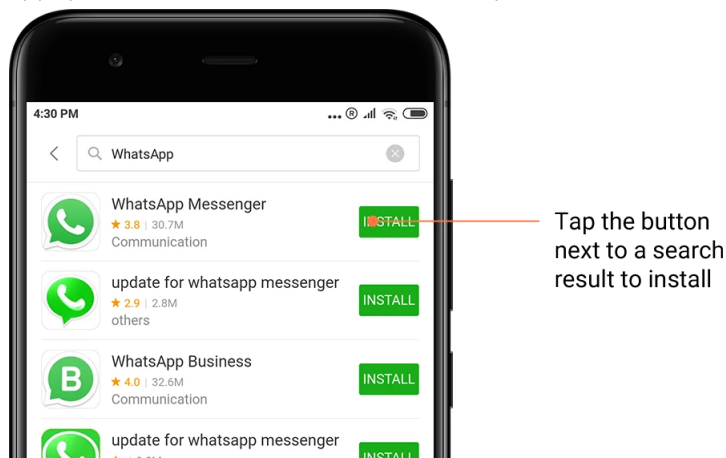 4:30 PM
WhatsApp
WhatsApp Messenger
★ 3.8 | 30.7M
Communication
INSTALL
Tap the button
next to a search
result to install
update for whatsapp messenger
★ 2.9 | 2.8M
others
INSTALL
B
WhatsApp Business
★ 4.0 | 32.6M
Communication
INSTALL
update for whatsapp messenger
INSTALL